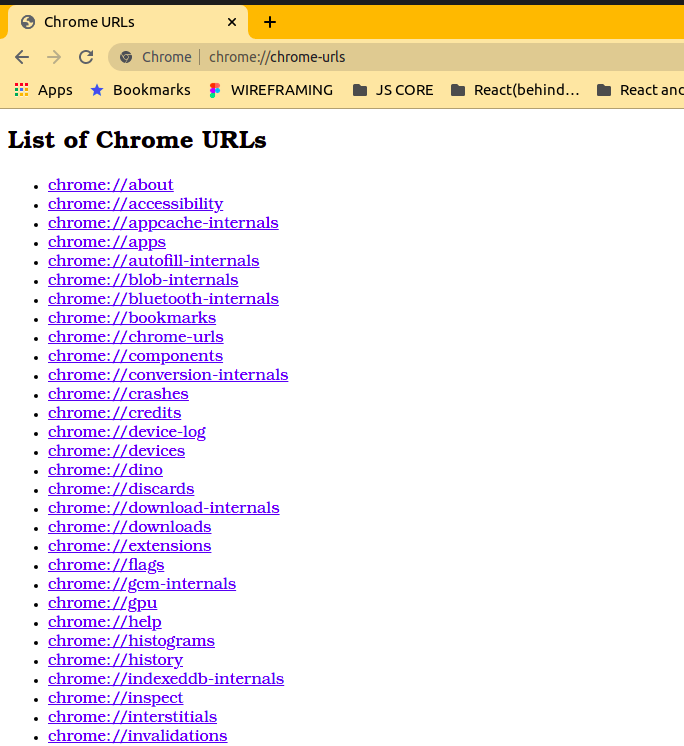 Chrome URLs
Chrome | chrome://chrome-urls
Apps Bookmarks WIREFRAMING JS CORE React(behind… React and
List of Chrome URLs
chrome://about
chrome://accessibility
chrome://appcache-internals
chrome://apps
chrome://autofill-internals
chrome://blob-internals
chrome://bluetooth-internals
chrome://bookmarks
chrome://chrome-urls
chrome://components
chrome://conversion-internals
chrome://crashes
chrome://credits
chrome://device-log
chrome://devices
chrome://dino
chrome://discards
chrome://download-internals
chrome://downloads
chrome://extensions
chrome://flags
chrome://gcm-internals
chrome://gpu
chrome://help
chrome://histograms
chrome://history
chrome://indexeddb-internals
chrome://inspect
chrome://interstitials
chrome://invalidations